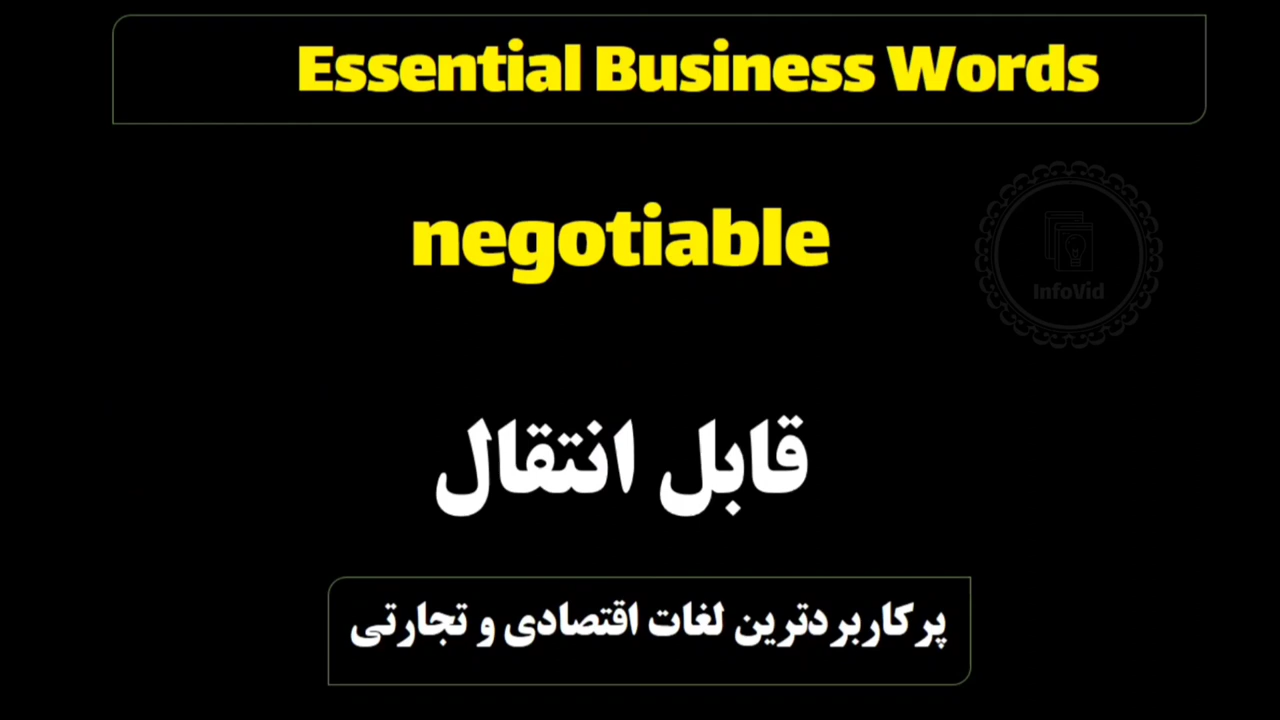 Essential Business Words
negotiable
InfoVid
قابل انتقال
پرکاربردترین لغات اقتصادی و تجارتی